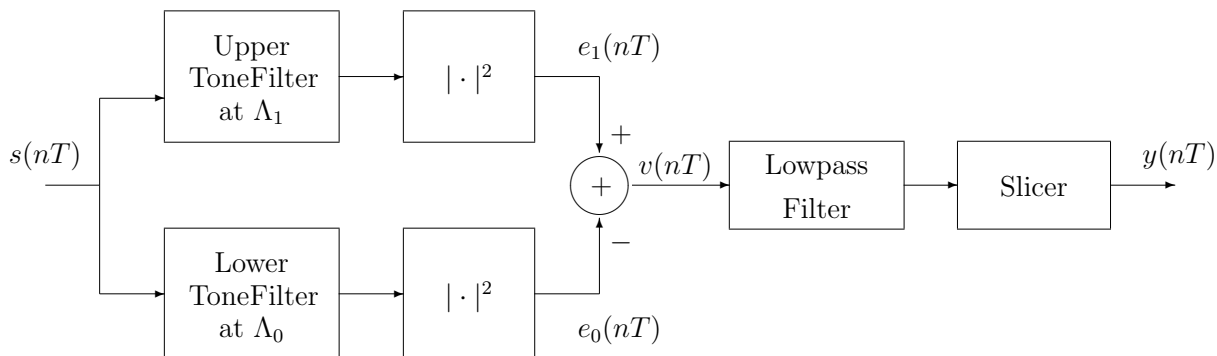 Upper
ToneFilter
at Λ₁
| · |²
e₁(nT)
s(nT)
+
+
v(nT)
Lowpass
Filter
Slicer
y(nT)
−
Lower
ToneFilter
at Λ₀
| · |²
e₀(nT)